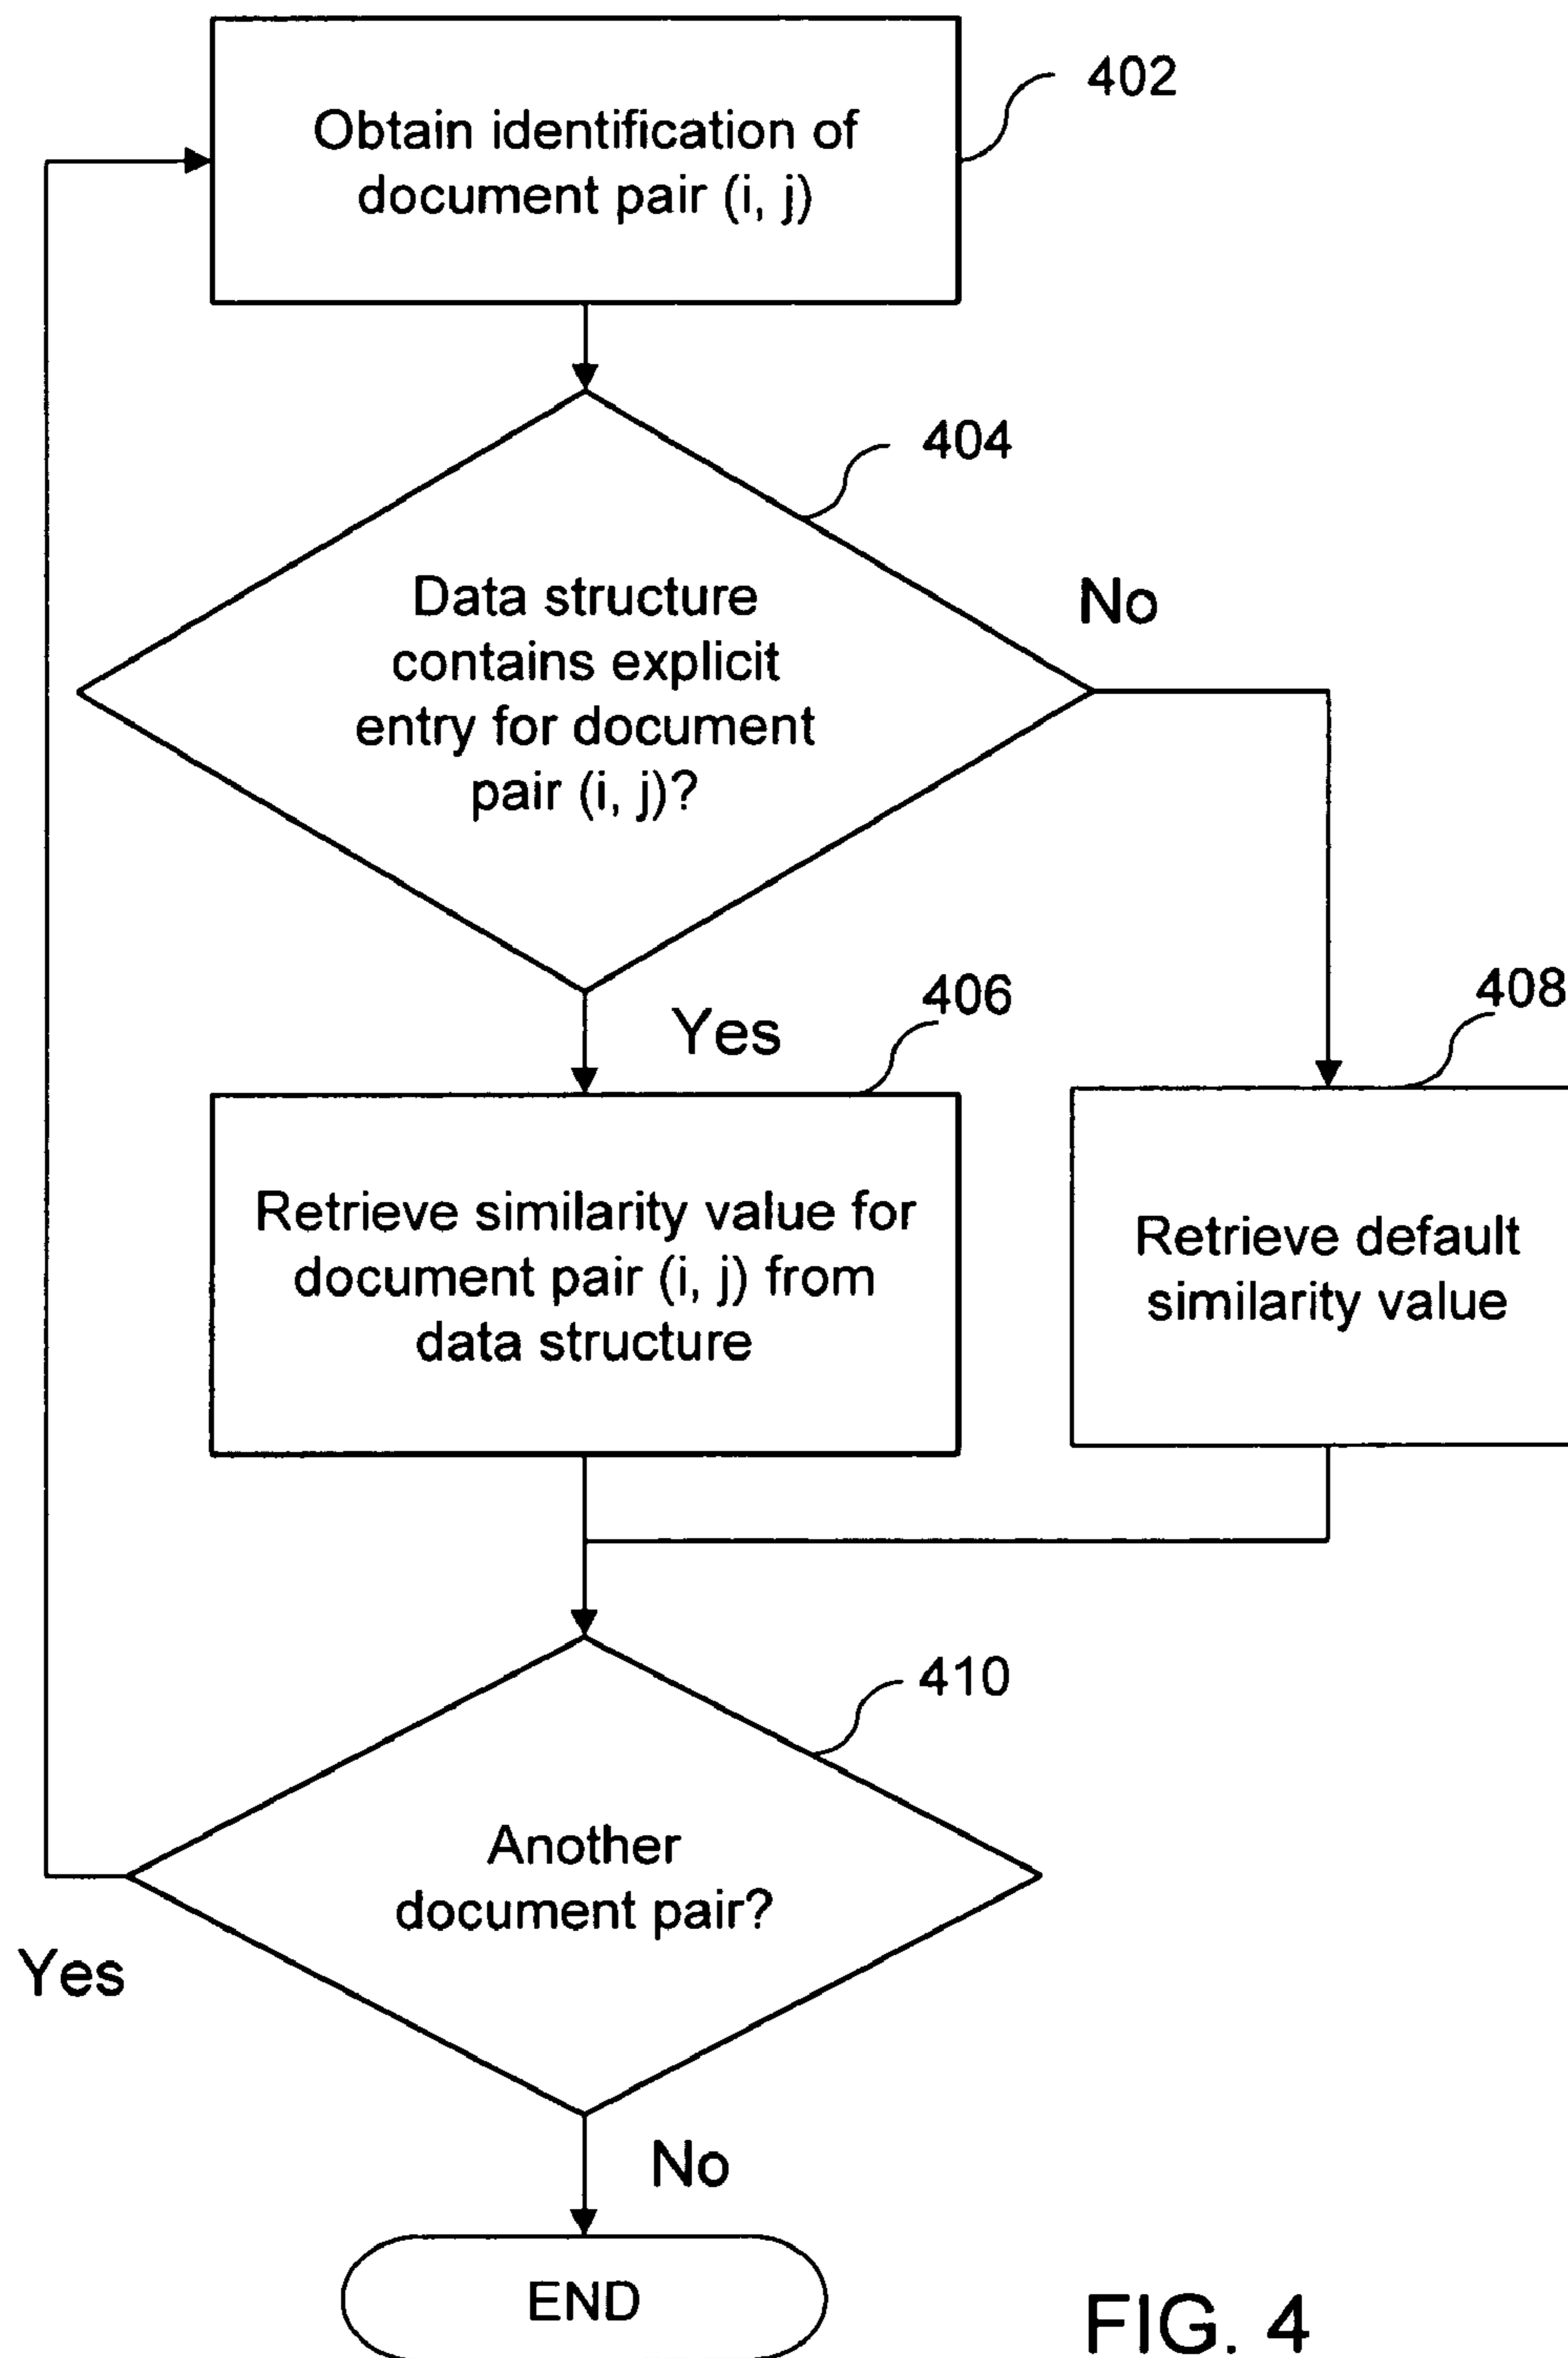 402
Obtain identification of
document pair (i, j)
404
Data structure
contains explicit
entry for document
pair (i, j)?
No
Yes
406
408
Retrieve similarity value for
document pair (i, j) from
data structure
Retrieve default
similarity value
410
Another
document pair?
Yes
No
END
FIG. 4